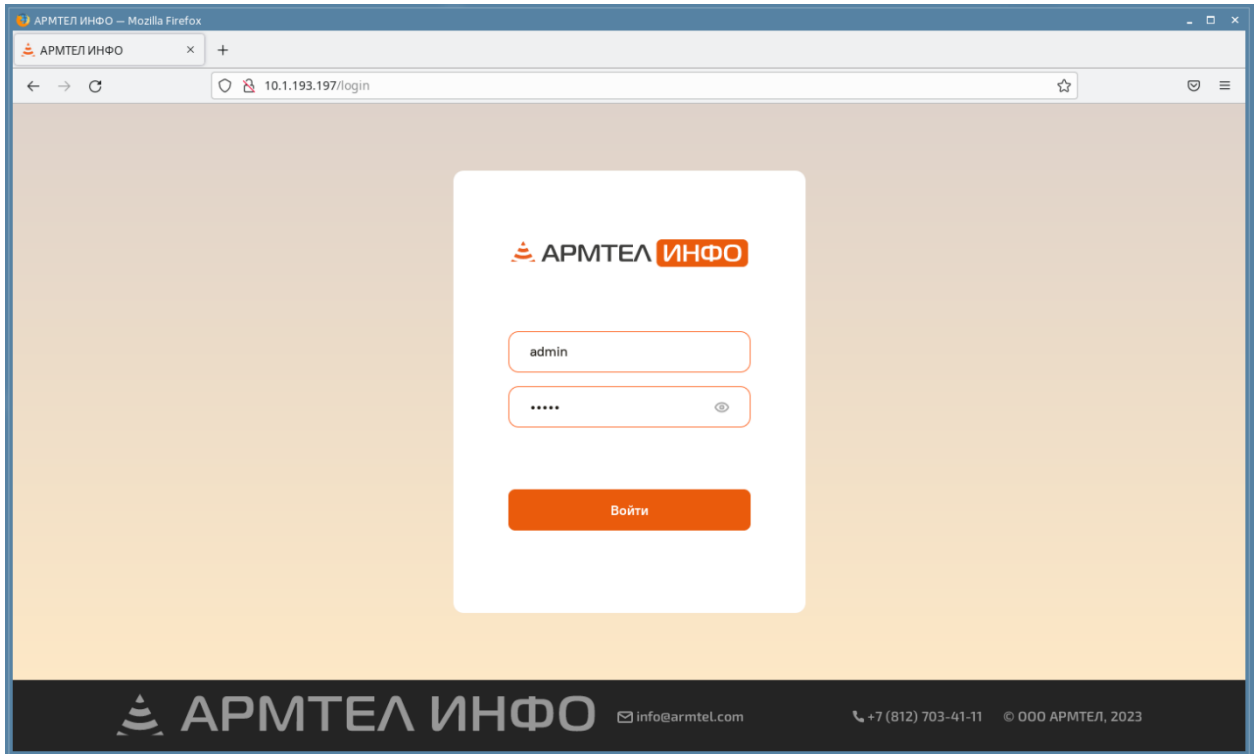 АРМТЕЛ ИНФО — Mozilla Firefox
АРМТЕЛ ИНФО
10.1.193.197/login
АРМТЕЛ ИНФО
admin
•••••
Войти
АРМТЕЛ ИНФО info@armtel.com +7 (812) 703-41-11 © ООО АРМТЕЛ, 2023